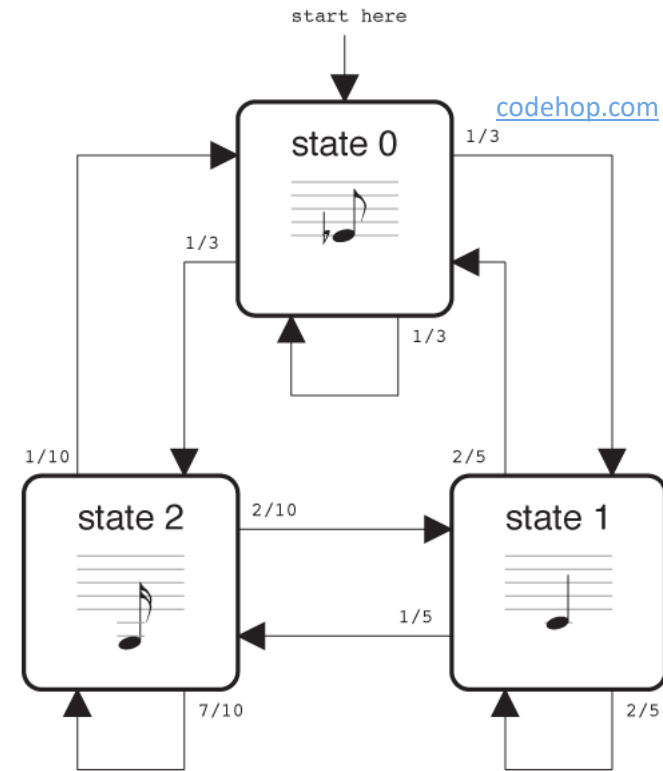 start here
codehop.com
state 0
1/3
1/3
1/3
1/10
2/5
state 2
2/10
state 1
1/5
7/10
2/5